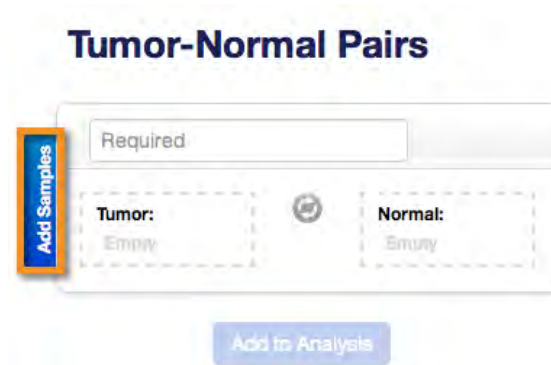 Tumor-Normal Pairs
Required
Add Samples
Tumor:
Empty
Normal:
Empty
Add to Analysis